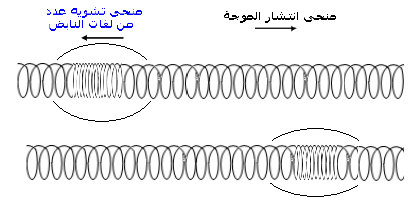 منحى انتشار الموجة
منحى تشويه عدد
من لفات النابض